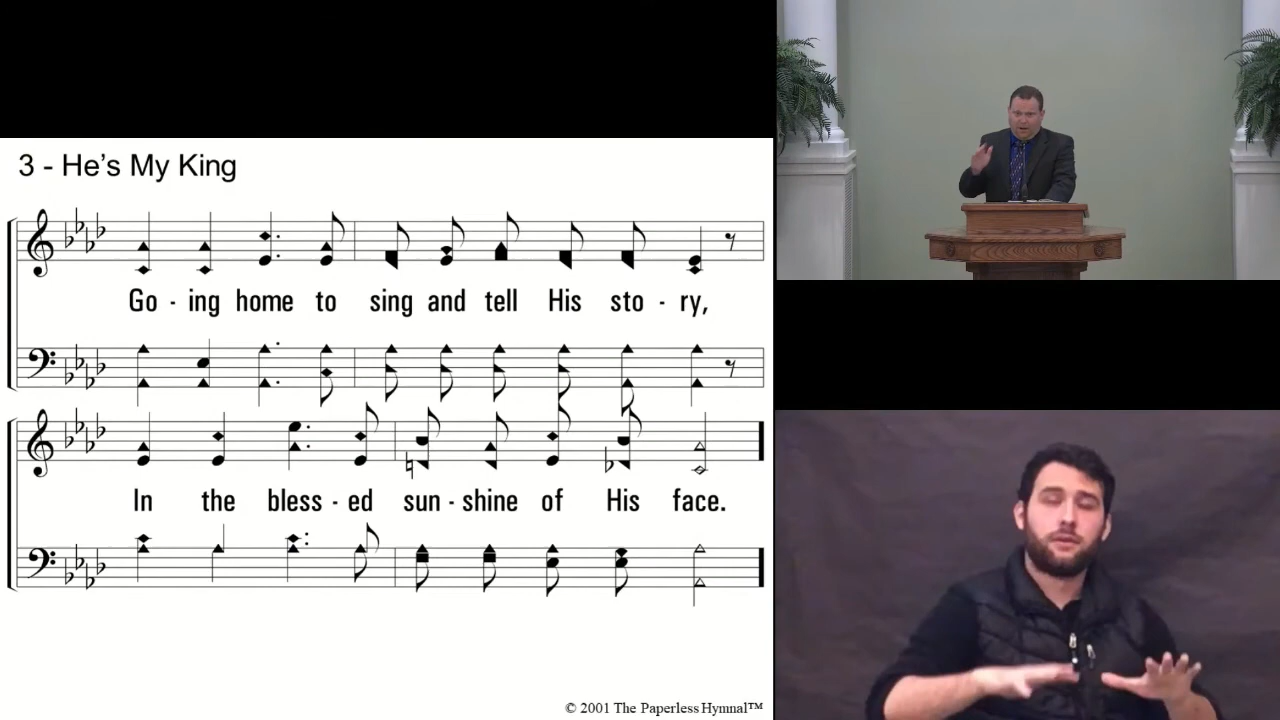 3 - He’s My King
Go - ing home to sing and tell His sto - ry,
In the bless - ed sun - shine of His face.
© 2001 The Paperless Hymnal™